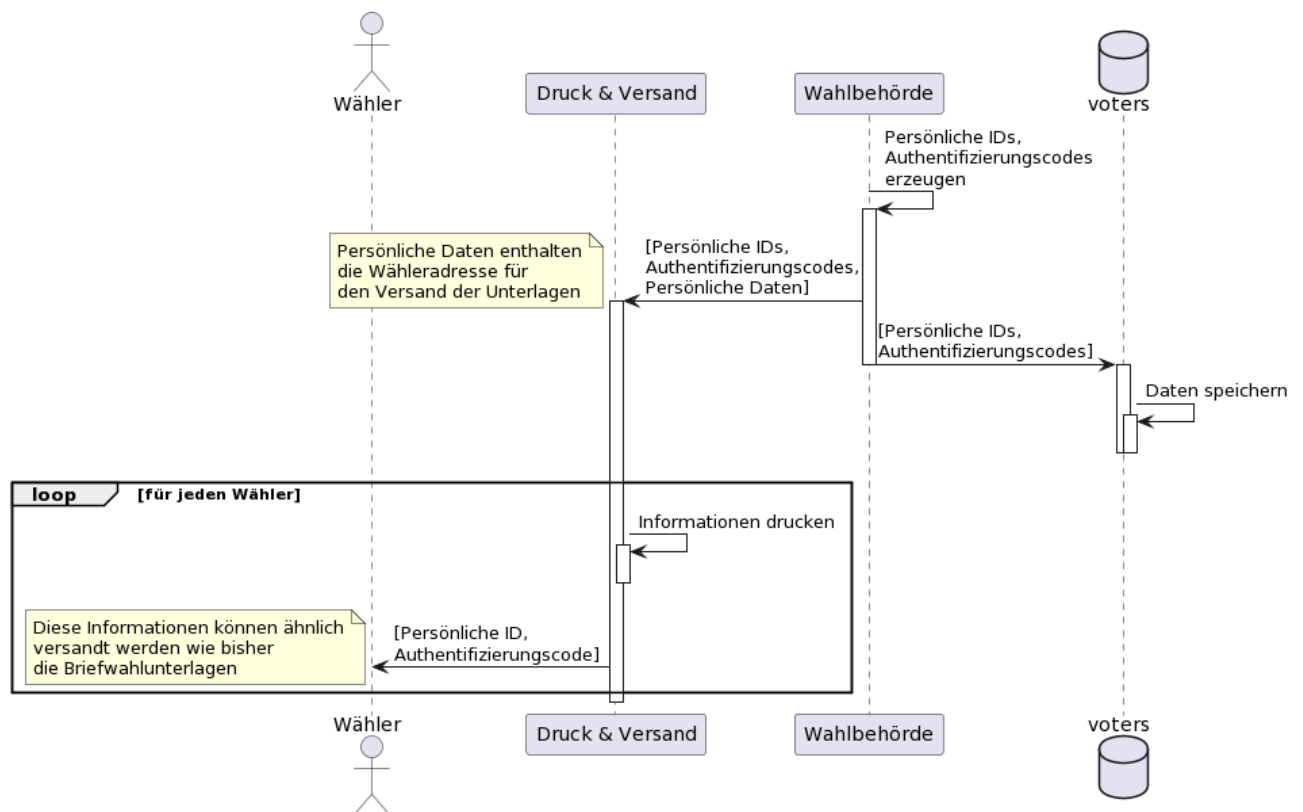 Wähler
Druck & Versand
Wahlbehörde
voters
Persönliche IDs,
Authentifizierungscodes
erzeugen
Persönliche Daten enthalten
die Wähleradresse für
den Versand der Unterlagen
[Persönliche IDs,
Authentifizierungscodes,
Persönliche Daten]
[Persönliche IDs,
Authentifizierungscodes]
Daten speichern
loop
[für jeden Wähler]
Informationen drucken
Diese Informationen können ähnlich
versandt werden wie bisher
die Briefwahlunterlagen
[Persönliche ID,
Authentifizierungscode]
Wähler
Druck & Versand
Wahlbehörde
voters